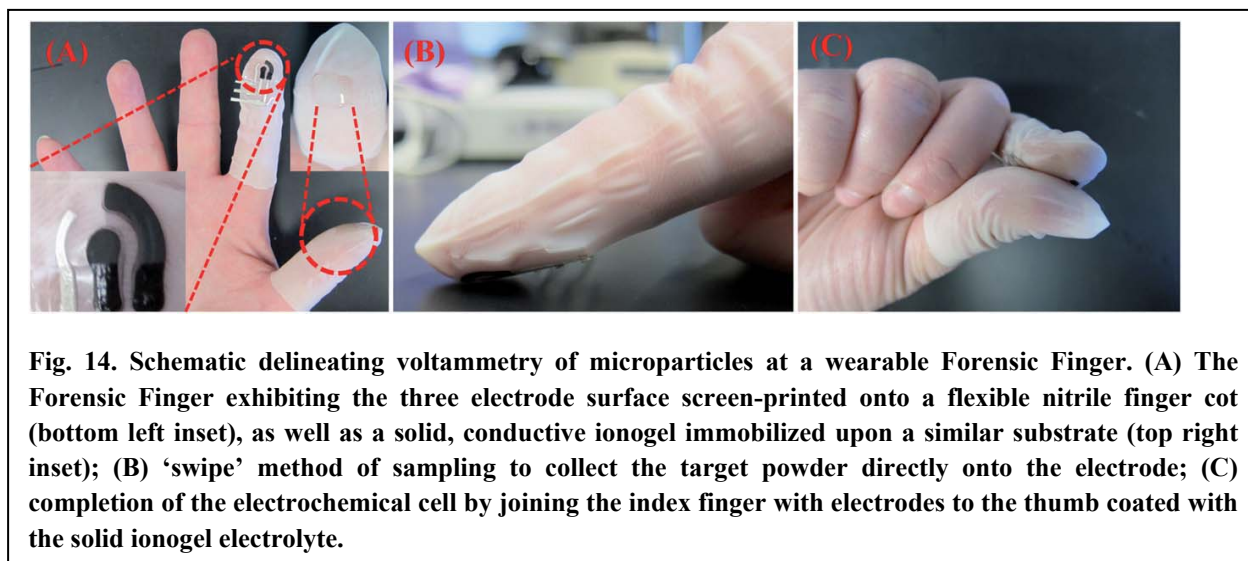 (A)
(B)
(C)
Fig. 14. Schematic delineating voltammetry of microparticles at a wearable Forensic Finger. (A) The
Forensic Finger exhibiting the three electrode surface screen-printed onto a flexible nitrile finger cot
(bottom left inset), as well as a solid, conductive ionogel immobilized upon a similar substrate (top right
inset); (B) ‘swipe’ method of sampling to collect the target powder directly onto the electrode; (C)
completion of the electrochemical cell by joining the index finger with electrodes to the thumb coated with
the solid ionogel electrolyte.